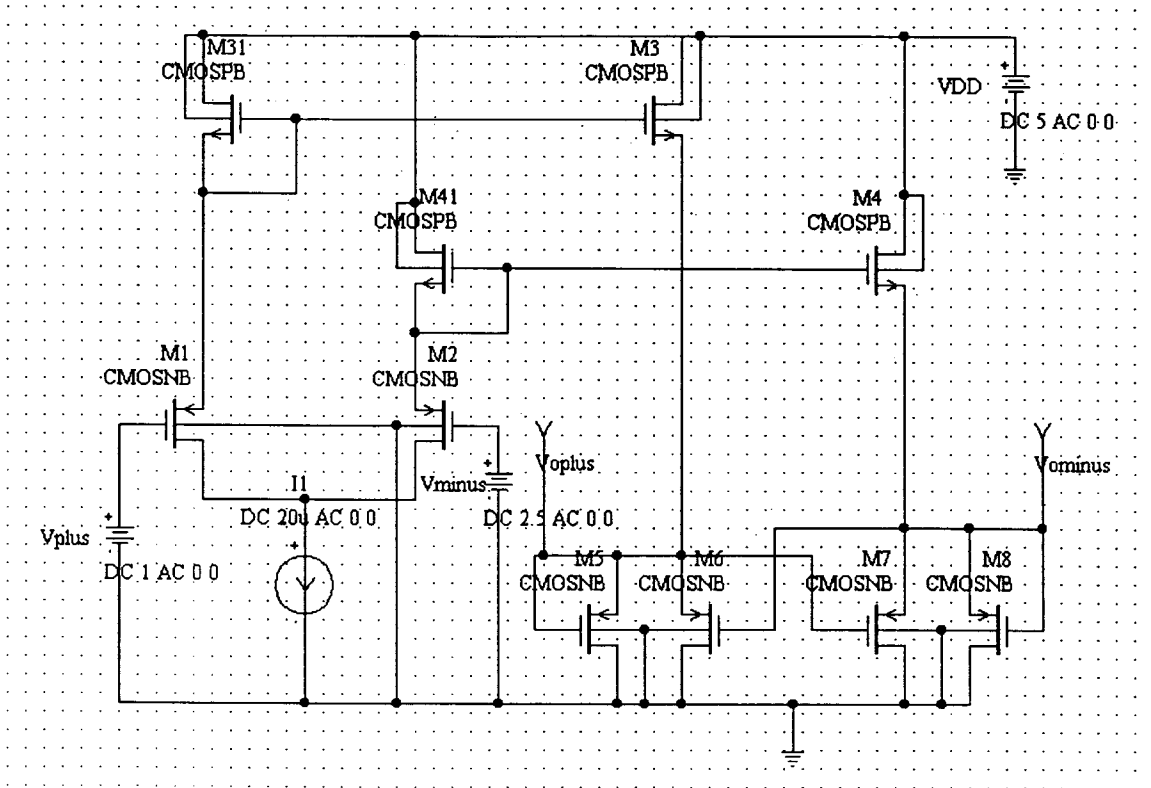 M31
CMOSPB
M3
CMOSPB
VDD
DC 5 AC 0 0
M41
CMOSPB
M4
CMOSPB
M1
CMOSNB
M2
CMOSNB
Voplus
Vominus
I1
DC 20u AC 0 0
Vminus
DC 2.5 AC 0 0
Vplus
DC 1 AC 0 0
M5
CMOSNB
M6
CMOSNB
M7
CMOSNB
M8
CMOSNB